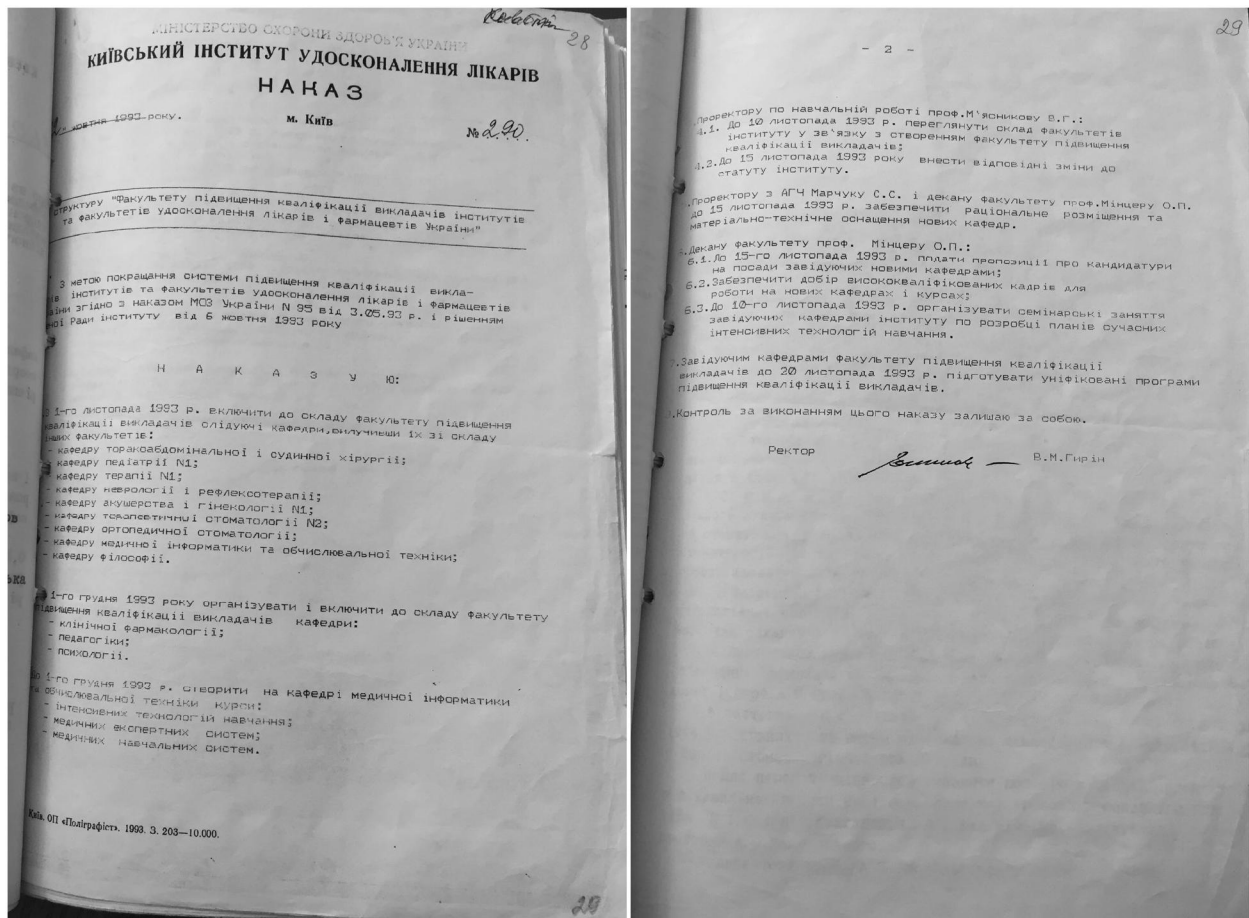 28
МІНІСТЕРСТВО ОХОРОНИ ЗДОРОВ'Я УКРАЇНИ
КИЇВСЬКИЙ ІНСТИТУТ УДОСКОНАЛЕННЯ ЛІКАРІВ
НАКАЗ
жовтня 1993 року.
м. Київ
№ 290
структуру "Факультету підвищення кваліфікації викладачів інститутів
та факультетів удосконалення лікарів і фармацевтів України"
З метою покращання системи підвищення кваліфікації викла-
інститутів та факультетів удосконалення лікарів і фармацевтів
згідно з наказом МОЗ України N 95 від 3.05.93 р. і рішенням
Ради інституту від 6 жовтня 1993 року
Н А К А З У Ю:
1-го листопада 1993 р. включити до складу факультету підвищення
кваліфікації викладачів слідуючі кафедри,вилучивши їх зі складу
інших факультетів:
- кафедру торакоабдомінальної і судинної хірургії;
- кафедру педіатрії N1;
- кафедру терапії N1;
- кафедру неврології і рефлексотерапії;
- кафедру акушерства і гінекології N1;
- кафедру терапевтичної стоматології N2;
- кафедру ортопедичної стоматології;
- кафедру медичної інформатики та обчислювальної техніки;
- кафедру філософії.
1-го грудня 1993 року організувати і включити до складу факультету
підвищення кваліфікації викладачів кафедри:
- клінічної фармакології;
- педагогіки;
- психології.
1-го грудня 1993 р. створити на кафедрі медичної інформатики
та обчислювальної техніки курси:
- інтенсивних технологій навчання;
- медичних експертних систем;
- медичних навчальних систем.
Київ. ОП «Поліграфіст». 1993. З. 203—10.000.
29
29
- 2 -
Проректору по навчальній роботі проф.М'ясникову В.Г.:
4.1. До 10 листопада 1993 р. переглянути склад факультетів
інституту у зв'язку з створенням факультету підвищення
кваліфікації викладачів;
4.2.До 15 листопада 1993 року внести відповідні зміни до
статуту інституту.
.Проректору з АГЧ Марчуку С.С. і декану факультету проф.Мінцеру О.П.
до 15 листопада 1993 р. забезпечити раціональне розміщення та
матеріально-технічне оснащення нових кафедр.
.Декану факультету проф. Мінцеру О.П.:
6.1.До 15-го листопада 1993 р. подати пропозиції про кандидатури
на посади завідуючих новими кафедрами;
6.2.Забезпечити добір висококваліфікованих кадрів для
роботи на нових кафедрах і курсах;
6.3.До 10-го листопада 1993 р. організувати семінарські заняття
завідуючих кафедрами інституту по розробці планів сучасних
інтенсивних технологій навчання.
.Завідуючим кафедрами факультету підвищення кваліфікації
викладачів до 20 листопада 1993 р. підготувати уніфіковані програми
підвищення кваліфікації викладачів.
.Контроль за виконанням цього наказу залишаю за собою.
Ректор В.М.Гирін